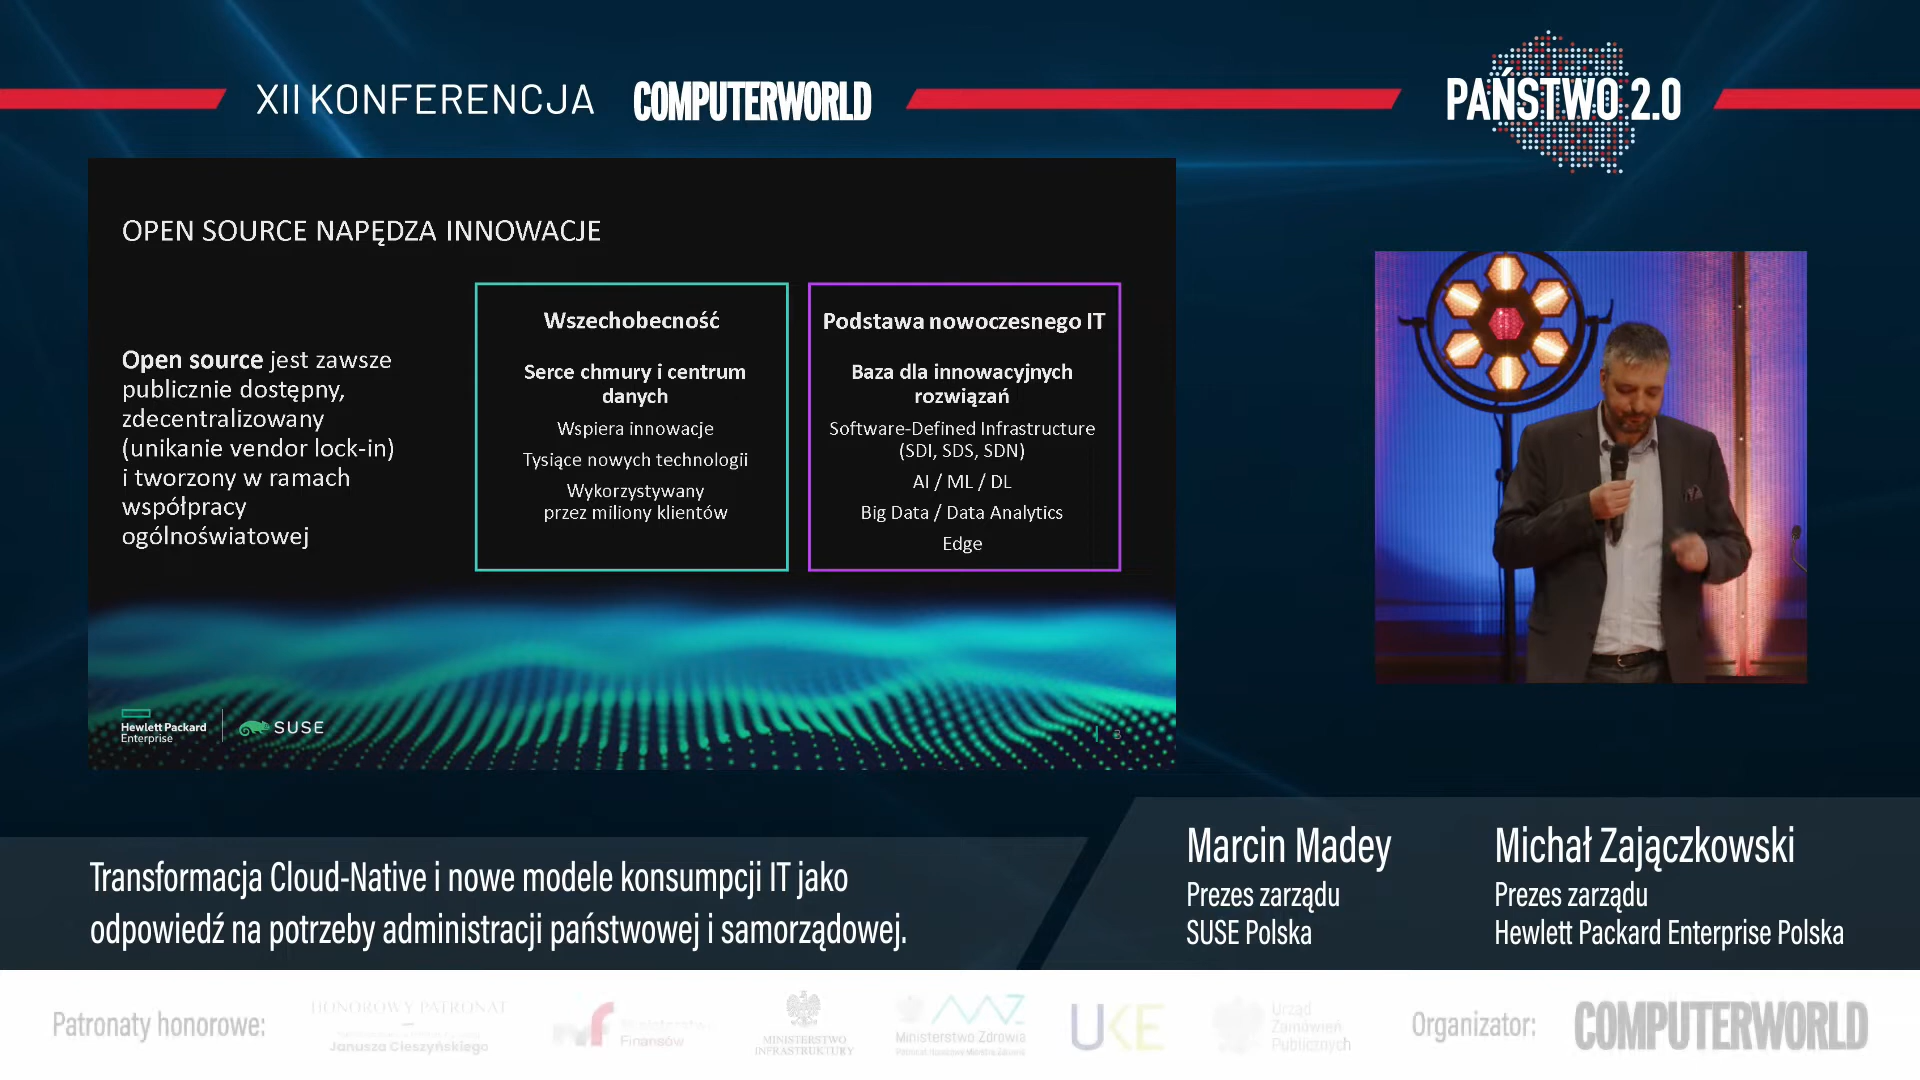 XII KONFERENCJA COMPUTERWORLD
PAŃSTWO 2.0
OPEN SOURCE NAPĘDZA INNOWACJE
Open source jest zawsze
publicznie dostępny,
zdecentralizowany
(unikanie vendor lock-in)
i tworzony w ramach
współpracy
ogólnoświatowej
Wszechobecność
Serce chmury i centrum
danych
Wspiera innowacje
Tysiące nowych technologii
Wykorzystywany
przez miliony klientów
Podstawa nowoczesnego IT
Baza dla innowacyjnych
rozwiązań
Software-Defined Infrastructure
(SDI, SDS, SDN)
AI / ML / DL
Big Data / Data Analytics
Edge
Hewlett Packard
Enterprise
SUSE
3
Transformacja Cloud-Native i nowe modele konsumpcji IT jako
odpowiedź na potrzeby administracji państwowej i samorządowej.
Marcin Madey
Prezes zarządu
SUSE Polska
Michał Zajączkowski
Prezes zarządu
Hewlett Packard Enterprise Polska
Patronaty honorowe:
HONOROWY PATRONAT
Janusza Cieszyńskiego
Finansów
MINISTERSTWO
INFRASTRUKTURY
Ministerstwo Zdrowia
UKE
Urząd
Zamówień
Publicznych
Organizator:
COMPUTERWORLD